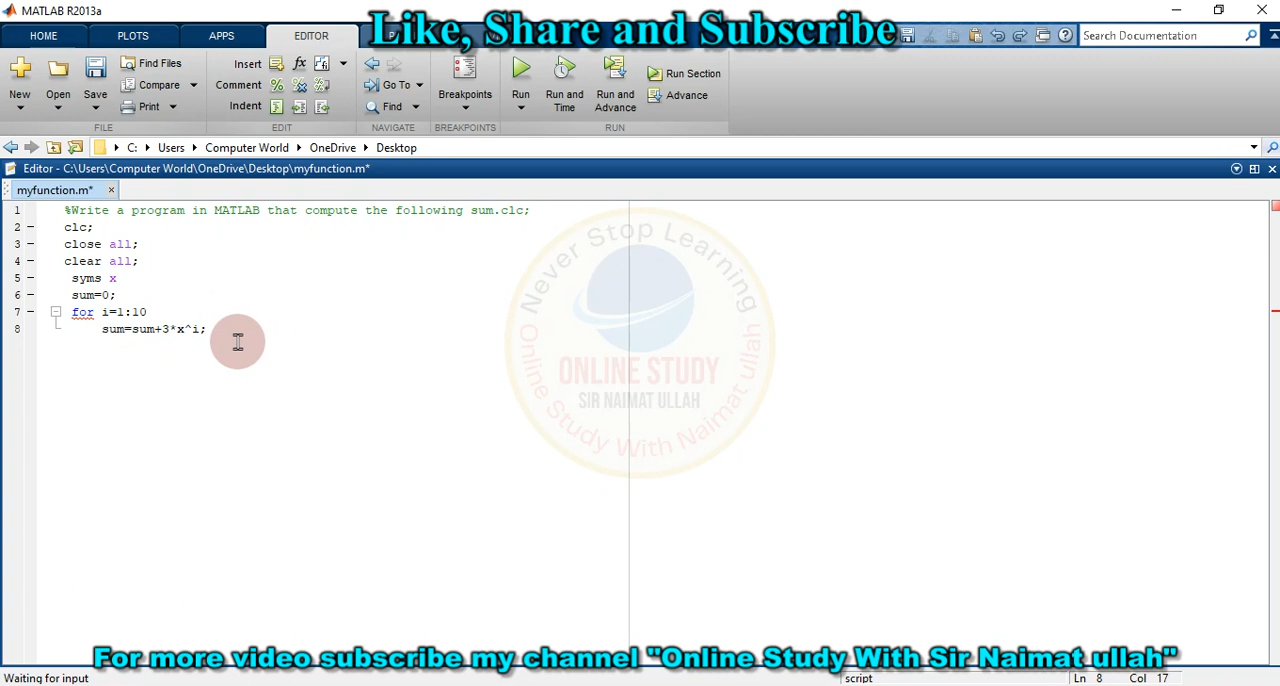 MATLAB R2013a
Like, Share and Subscribe
HOME PLOTS APPS EDITOR
Search Documentation
New Open Save Find Files Compare Print
Insert Comment Indent
Go To Find
Breakpoints
Run Run and Time Run and Advance Run Section Advance
FILE EDIT NAVIGATE BREAKPOINTS RUN
C: Users Computer World OneDrive Desktop
Editor - C:\Users\Computer World\OneDrive\Desktop\myfunction.m*
myfunction.m*
1 %Write a program in MATLAB that compute the following sum.clc;
2 clc;
3 close all;
4 clear all;
5 syms x
6 sum=0;
7 for i=1:10
8 sum=sum+3*x^i;
Never Stop Learning
ONLINE STUDY
SIR NAIMAT ULLAH
Online Study With Naimat ullah
For more video subscribe my channel "Online Study With Sir Naimat ullah"
Waiting for input script Ln 8 Col 17